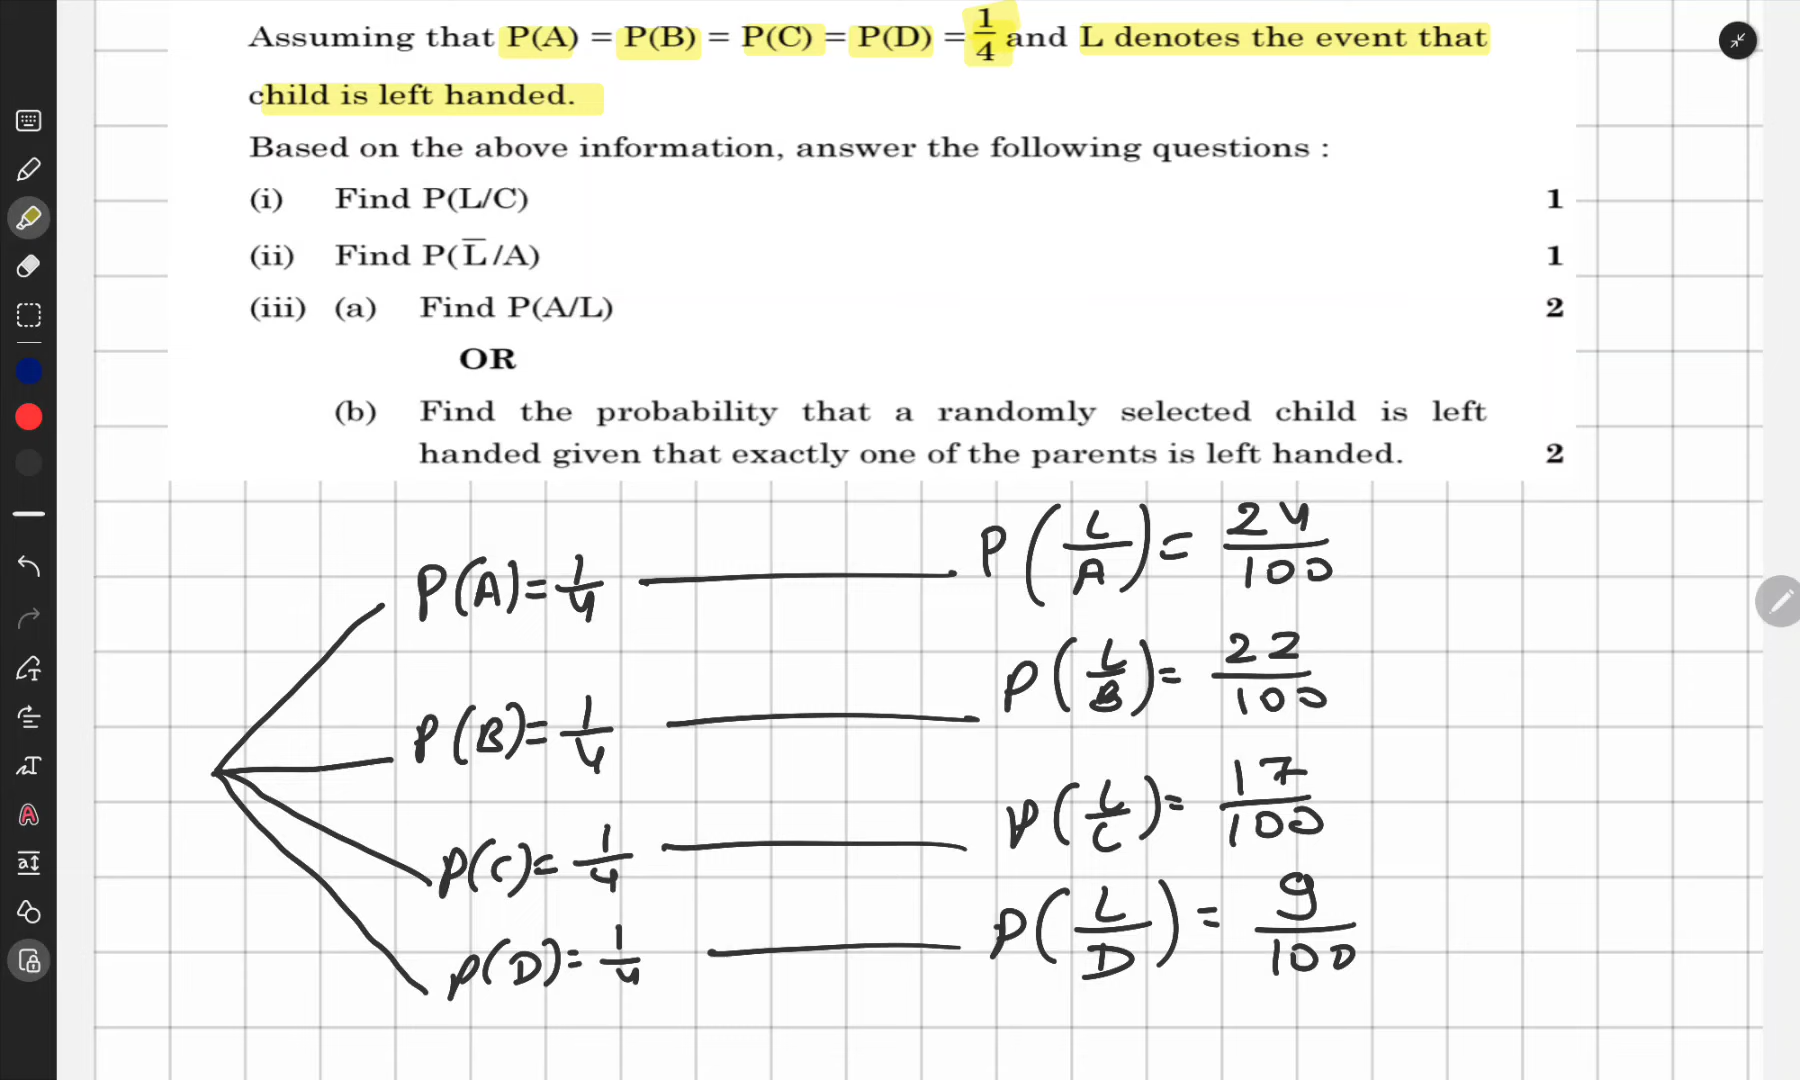 Assuming that P(A) = P(B) = P(C) = P(D) = 1/4 and L denotes the event that
child is left handed.
Based on the above information, answer the following questions :
(i) Find P(L/C) 1
(ii) Find P(L̅/A) 1
(iii) (a) Find P(A/L) 2
OR
(b) Find the probability that a randomly selected child is left
handed given that exactly one of the parents is left handed. 2
P(A) = 1/4 P(L/A) = 24/100
P(B) = 1/4 P(L/B) = 22/100
P(C) = 1/4 P(L/C) = 17/100
P(D) = 1/4 P(L/D) = 9/100